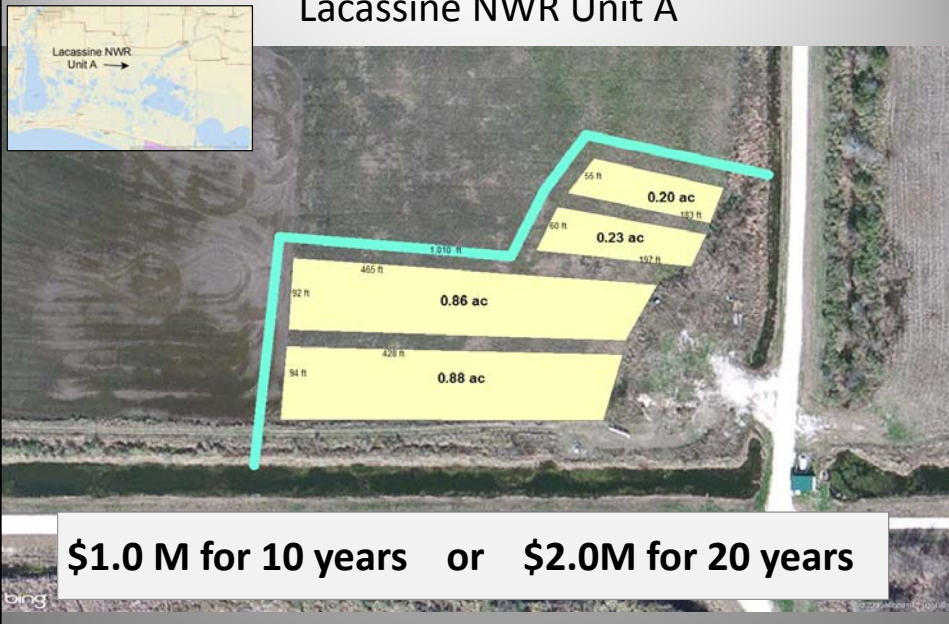 Lacassine NWR Unit A
Lacassine NWR
Unit A
55 ft
0.20 ac
183 ft
60 ft
0.23 ac
197 ft
1,010 ft
465 ft
92 ft
0.86 ac
428 ft
94 ft
0.88 ac
$1.0 M for 10 years or $2.0M for 20 years
bing